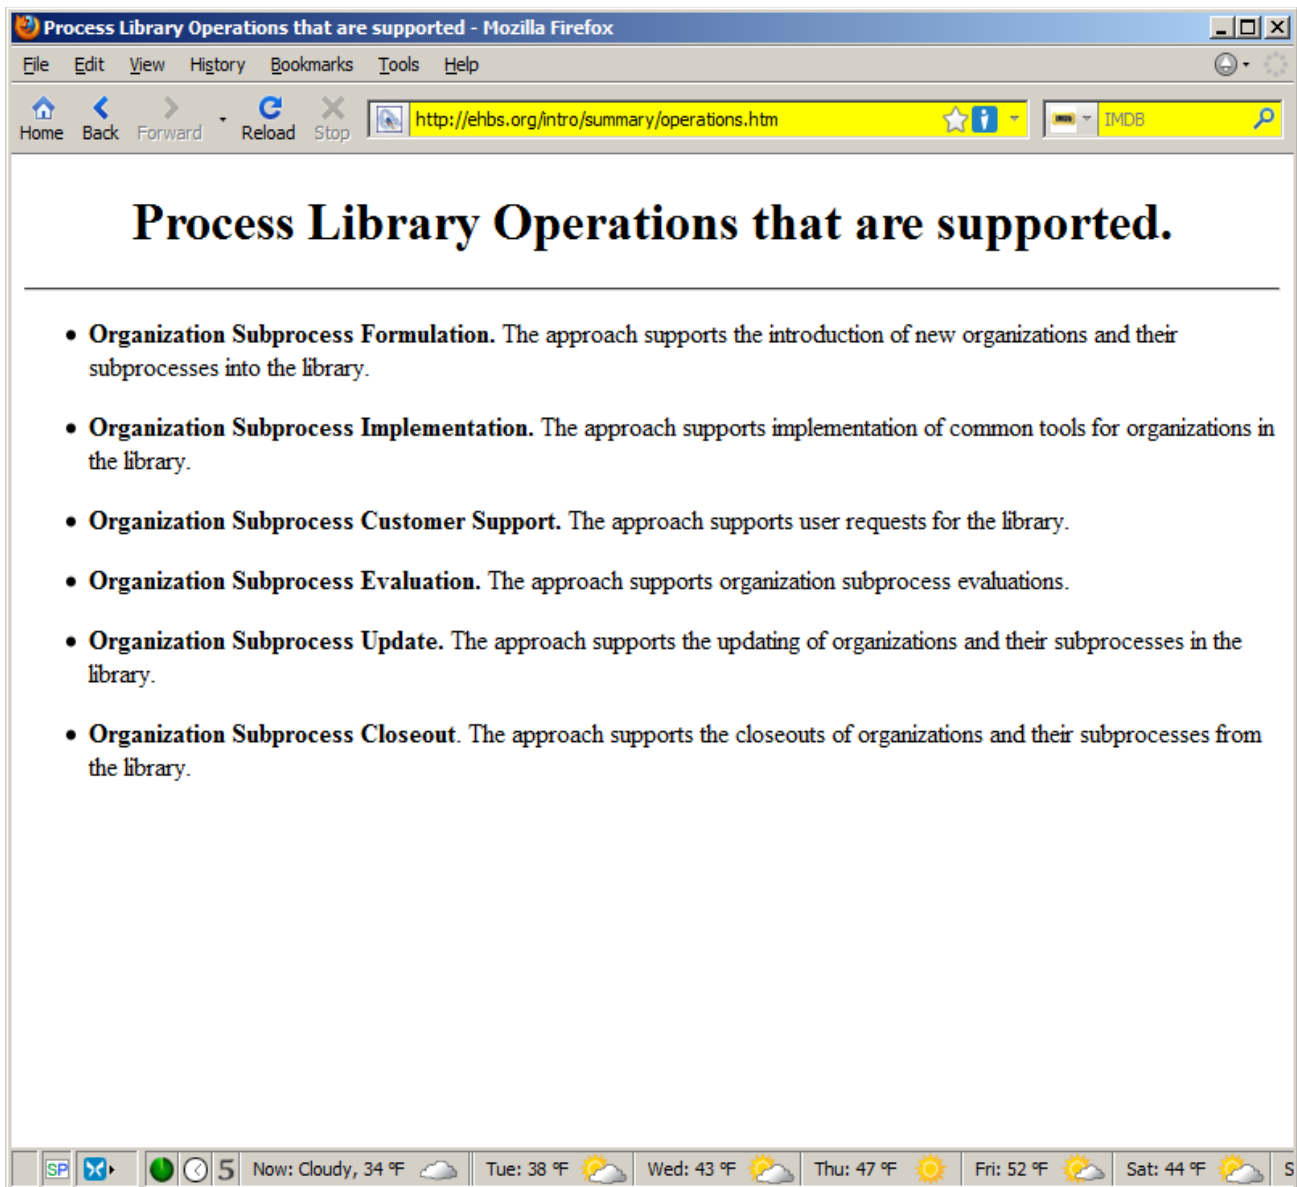 Process Library Operations that are supported - Mozilla Firefox
File Edit View History Bookmarks Tools Help
Home Back Forward Reload Stop http://ehbs.org/intro/summary/operations.htm IMDB
Process Library Operations that are supported.
• Organization Subprocess Formulation. The approach supports the introduction of new organizations and their
subprocesses into the library.
• Organization Subprocess Implementation. The approach supports implementation of common tools for organizations in
the library.
• Organization Subprocess Customer Support. The approach supports user requests for the library.
• Organization Subprocess Evaluation. The approach supports organization subprocess evaluations.
• Organization Subprocess Update. The approach supports the updating of organizations and their subprocesses in the
library.
• Organization Subprocess Closeout. The approach supports the closeouts of organizations and their subprocesses from
the library.
SP 5 Now: Cloudy, 34 °F Tue: 38 °F Wed: 43 °F Thu: 47 °F Fri: 52 °F Sat: 44 °F S